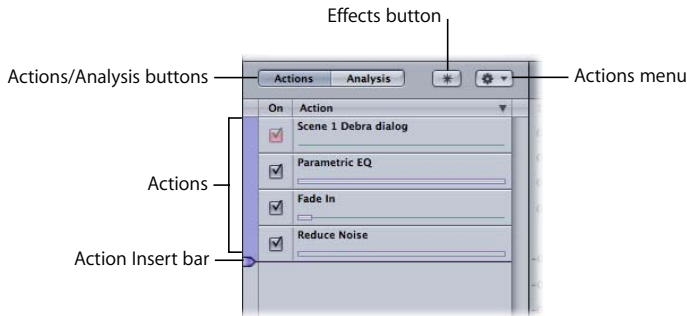 Effects button
Actions/Analysis buttons
Actions Analysis
Actions menu
On Action
Scene 1 Debra dialog
Parametric EQ
Actions
Fade In
Reduce Noise
Action Insert bar